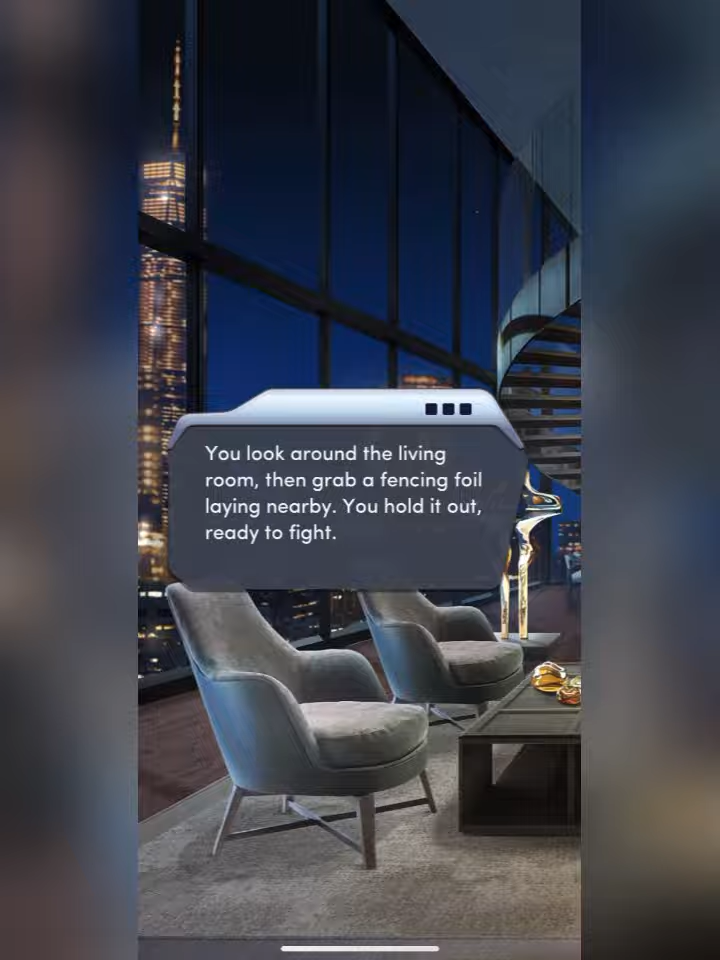 You look around the living
room, then grab a fencing foil
laying nearby. You hold it out,
ready to fight.